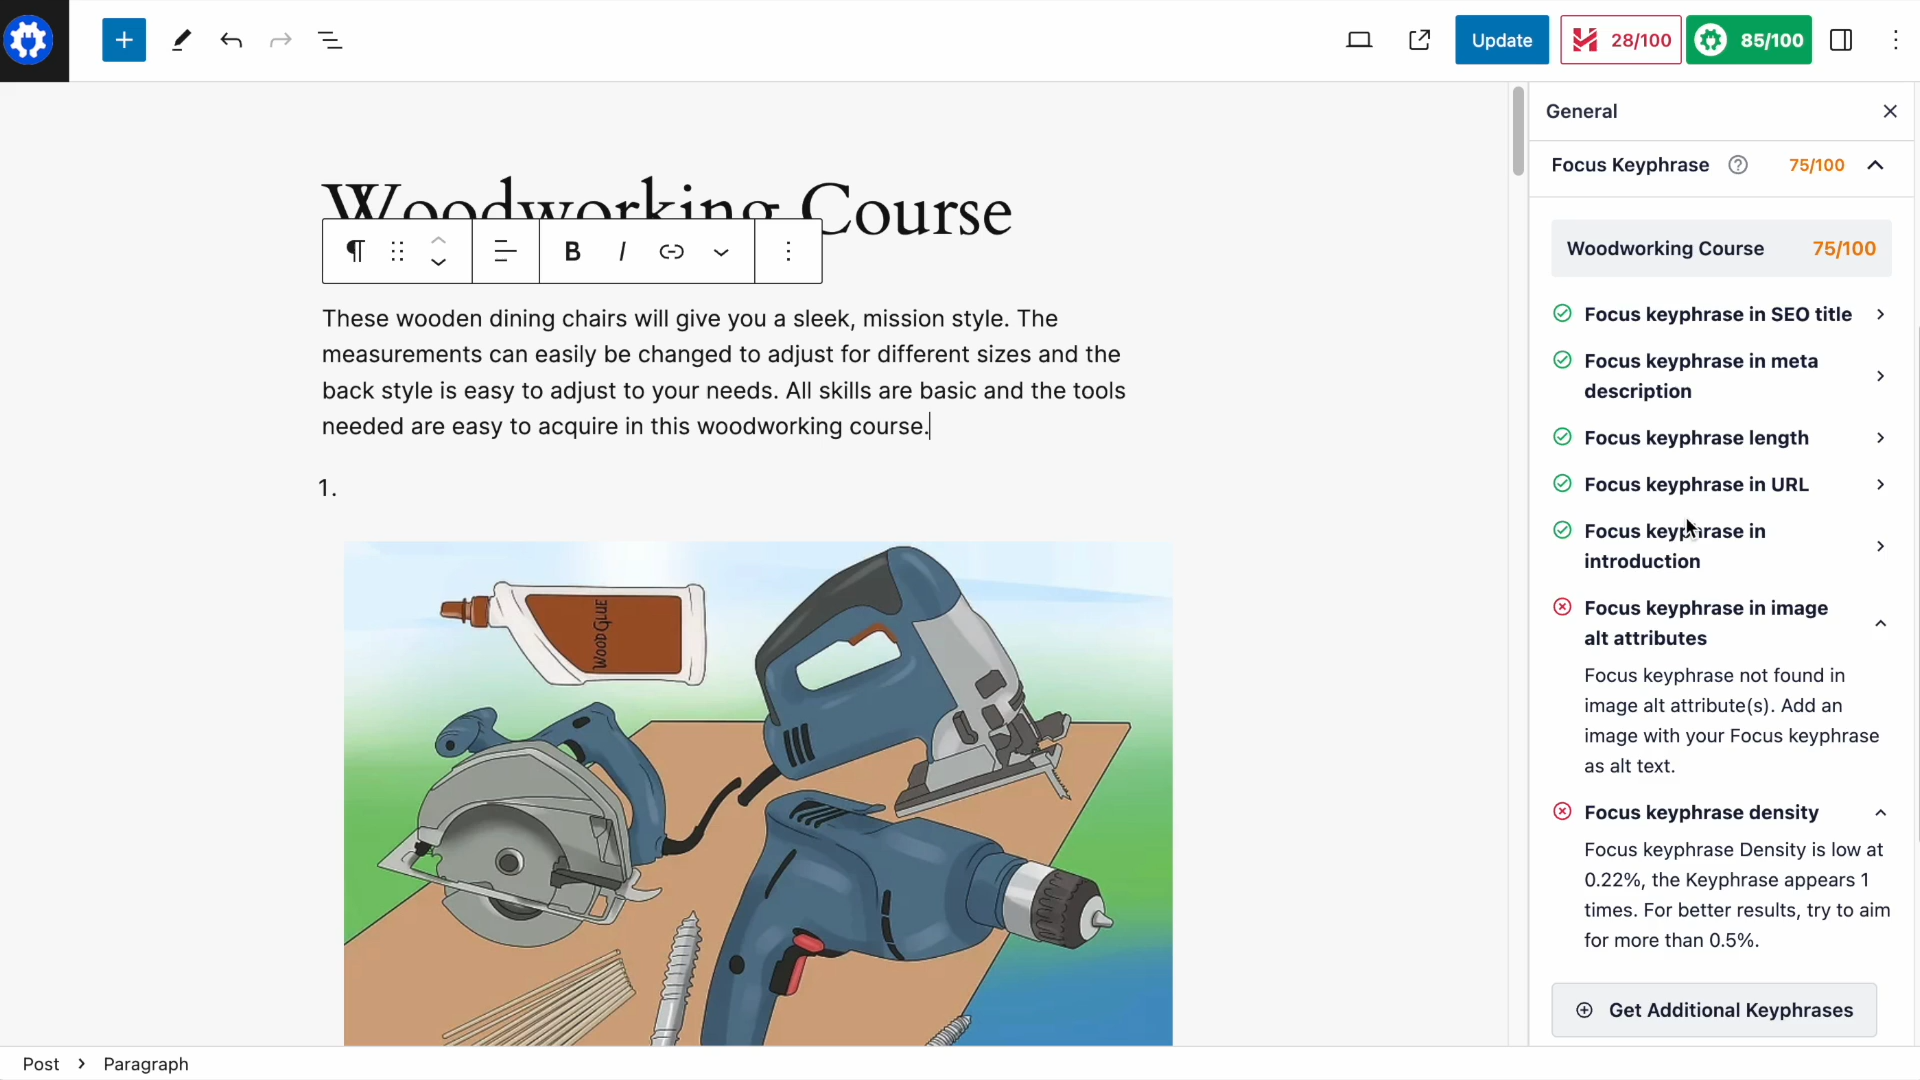 Update
28/100
85/100
Woodworking Course
B I
These wooden dining chairs will give you a sleek, mission style. The
measurements can easily be changed to adjust for different sizes and the
back style is easy to adjust to your needs. All skills are basic and the tools
needed are easy to acquire in this woodworking course.
1.
WOOD GLUE
General
Focus Keyphrase 75/100
Woodworking Course 75/100
Focus keyphrase in SEO title
Focus keyphrase in meta
description
Focus keyphrase length
Focus keyphrase in URL
Focus keyphrase in
introduction
Focus keyphrase in image
alt attributes
Focus keyphrase not found in
image alt attribute(s). Add an
image with your Focus keyphrase
as alt text.
Focus keyphrase density
Focus keyphrase Density is low at
0.22%, the Keyphrase appears 1
times. For better results, try to aim
for more than 0.5%.
Get Additional Keyphrases
Post > Paragraph